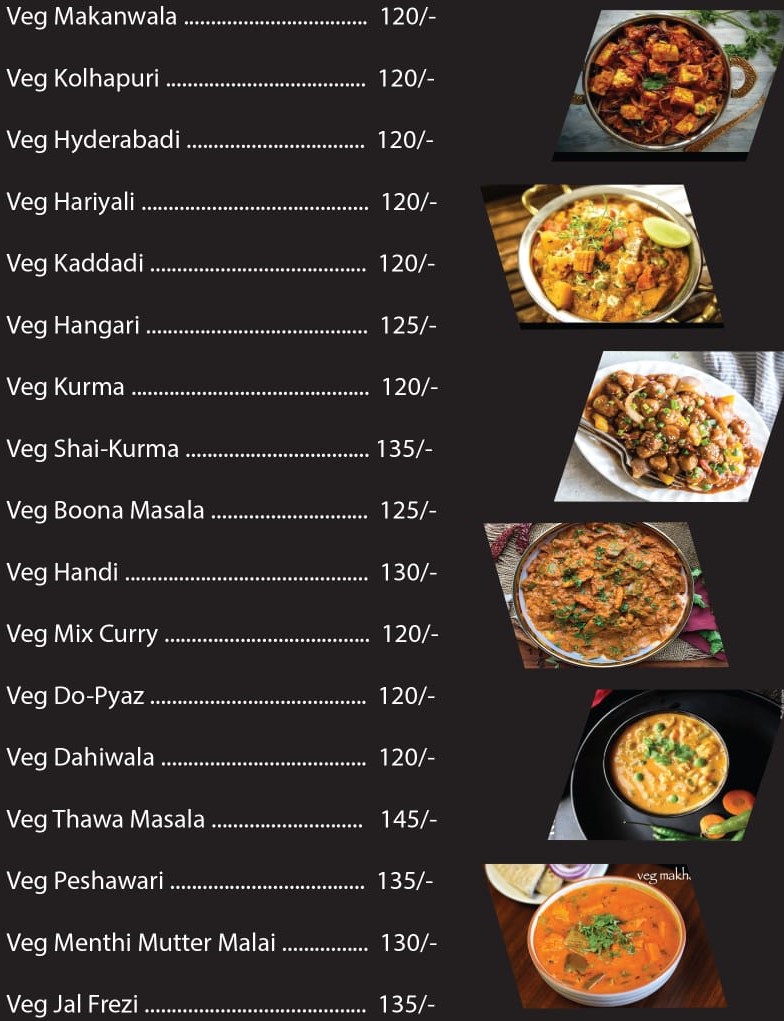 Veg Makanwala .................................. 120/-
Veg Kolhapuri ..................................... 120/-
Veg Hyderabadi ................................. 120/-
Veg Hariyali .......................................... 120/-
Veg Kaddadi ........................................ 120/-
Veg Hangari ......................................... 125/-
Veg Kurma ............................................ 120/-
Veg Shai-Kurma .................................. 135/-
Veg Boona Masala ............................. 125/-
Veg Handi ............................................. 130/-
Veg Mix Curry ...................................... 120/-
Veg Do-Pyaz ........................................ 120/-
Veg Dahiwala ...................................... 120/-
Veg Thawa Masala ............................ 145/-
Veg Peshawari .................................... 135/-
veg makh
Veg Menthi Mutter Malai ................ 130/-
Veg Jal Frezi ......................................... 135/-